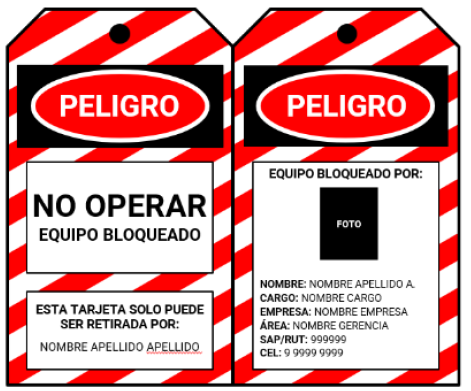 PELIGRO
NO OPERAR
EQUIPO BLOQUEADO
ESTA TARJETA SOLO PUEDE
SER RETIRADA POR:
NOMBRE APELLIDO APELLIDO
PELIGRO
EQUIPO BLOQUEADO POR:
FOTO
NOMBRE: NOMBRE APELLIDO A.
CARGO: NOMBRE CARGO
EMPRESA: NOMBRE EMPRESA
ÁREA: NOMBRE GERENCIA
SAP/RUT: 999999
CEL: 9 9999 9999